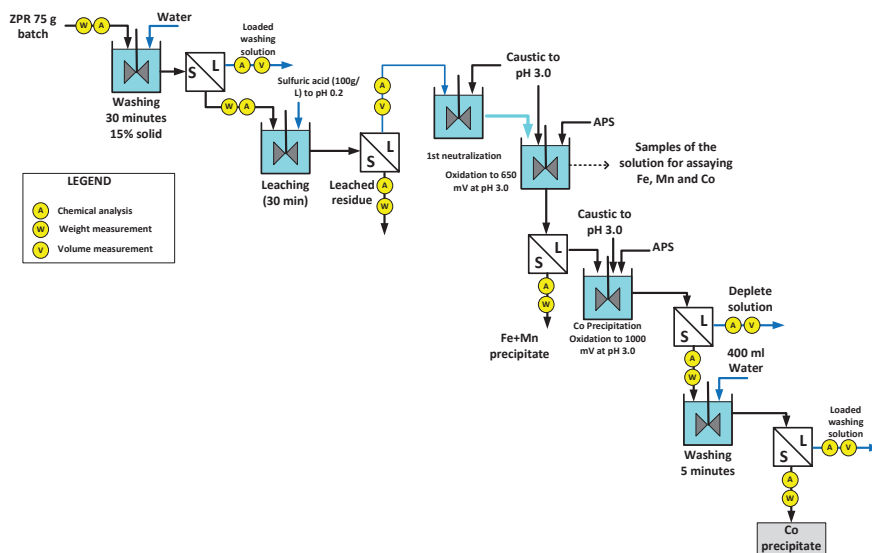 ZPR 75 g
batch
W
A
Water
Washing
30 minutes
15% solid
S
L
Loaded
washing
solution
A
V
W
A
Sulfuric acid (100g/
L) to pH 0.2
Leaching
(30 min)
S
L
A
V
Leached
residue
A
W
Caustic to
pH 3.0
1st neutralization
APS
Oxidation to 650
mV at pH 3.0
Samples of the
solution for assaying
Fe, Mn and Co
LEGEND
A
Chemical analysis
W
Weight measurement
V
Volume measurement
S
L
A
W
Fe+Mn
precipitate
Caustic to
pH 3.0
APS
Co Precipitation
Oxidation to 1000
mV at pH 3.0
S
L
Deplete
solution
A
V
A
W
400 ml
Water
Washing
5 minutes
S
L
Loaded
washing
solution
A
V
A
W
Co
precipitate